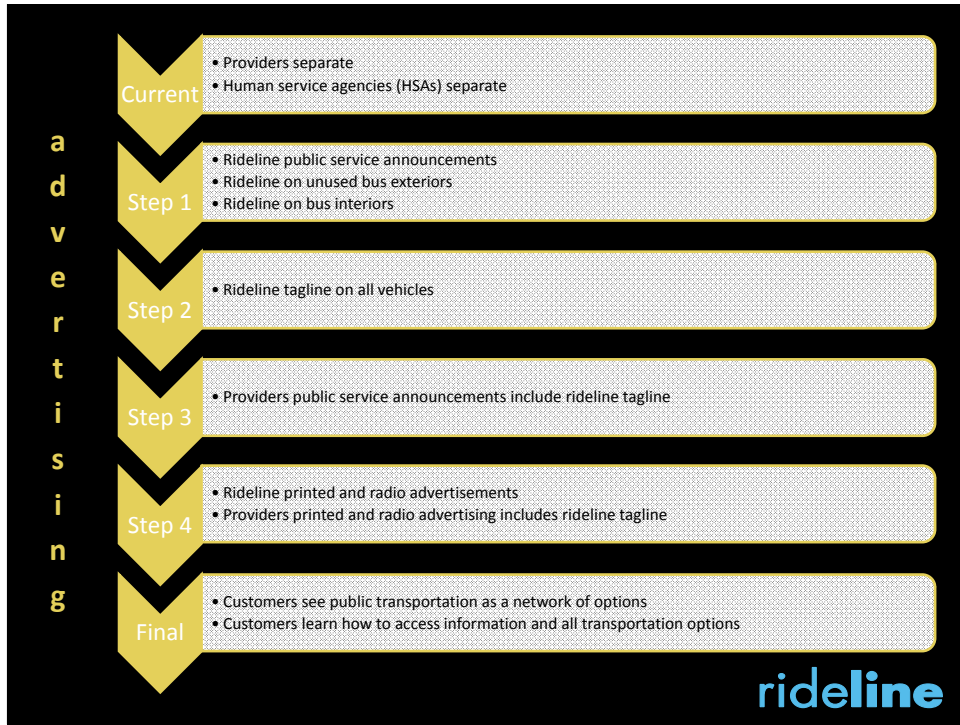 advertising
Current
• Providers separate
• Human service agencies (HSAs) separate
Step 1
• Rideline public service announcements
• Rideline on unused bus exteriors
• Rideline on bus interiors
Step 2
• Rideline tagline on all vehicles
Step 3
• Providers public service announcements include rideline tagline
Step 4
• Rideline printed and radio advertisements
• Providers printed and radio advertising includes rideline tagline
Final
• Customers see public transportation as a network of options
• Customers learn how to access information and all transportation options
rideline